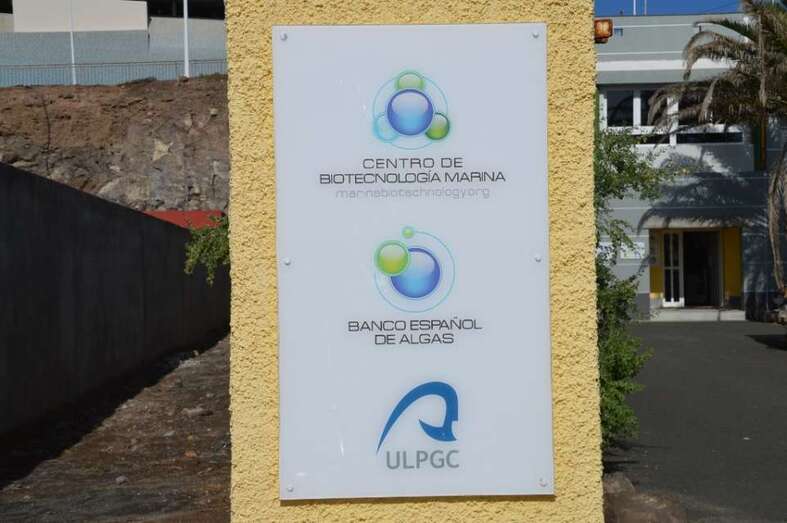 CENTRO DE
BIOTECNOLOGÍA MARINA
marinebiotechnology.org
BANCO ESPAÑOL
DE ALGAS
ULPGC